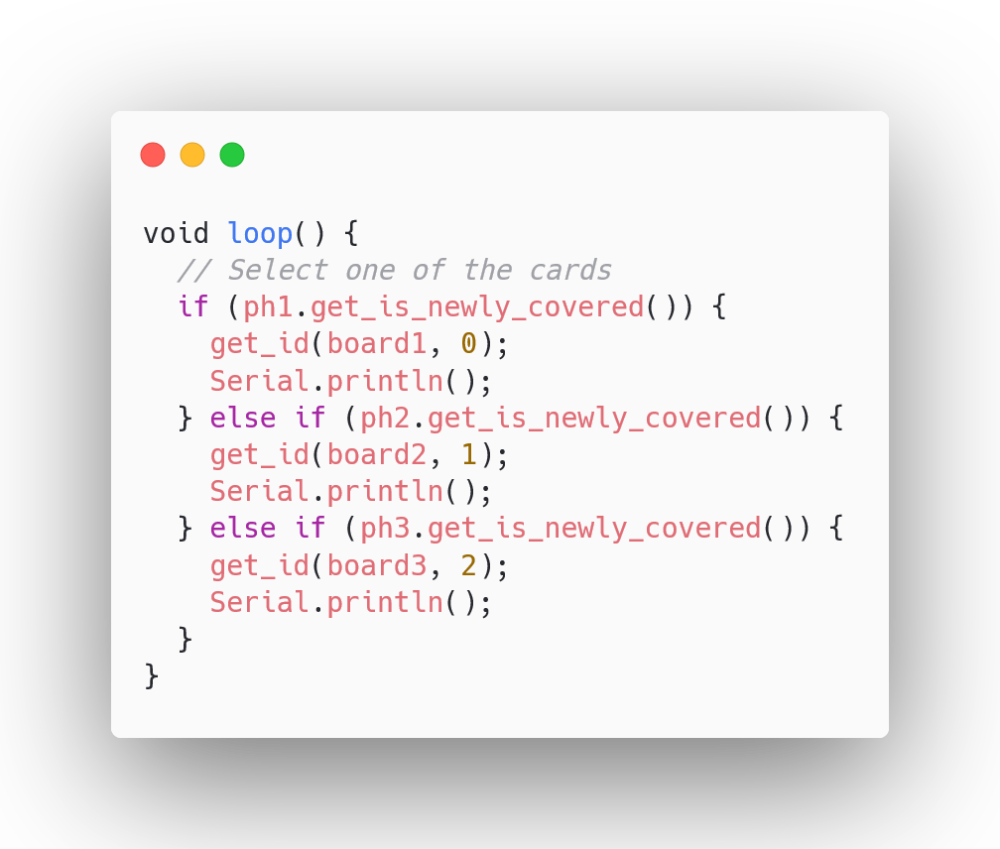 void loop() {
  // Select one of the cards
  if (ph1.get_is_newly_covered()) {
    get_id(board1, 0);
    Serial.println();
  } else if (ph2.get_is_newly_covered()) {
    get_id(board2, 1);
    Serial.println();
  } else if (ph3.get_is_newly_covered()) {
    get_id(board3, 2);
    Serial.println();
  }
}